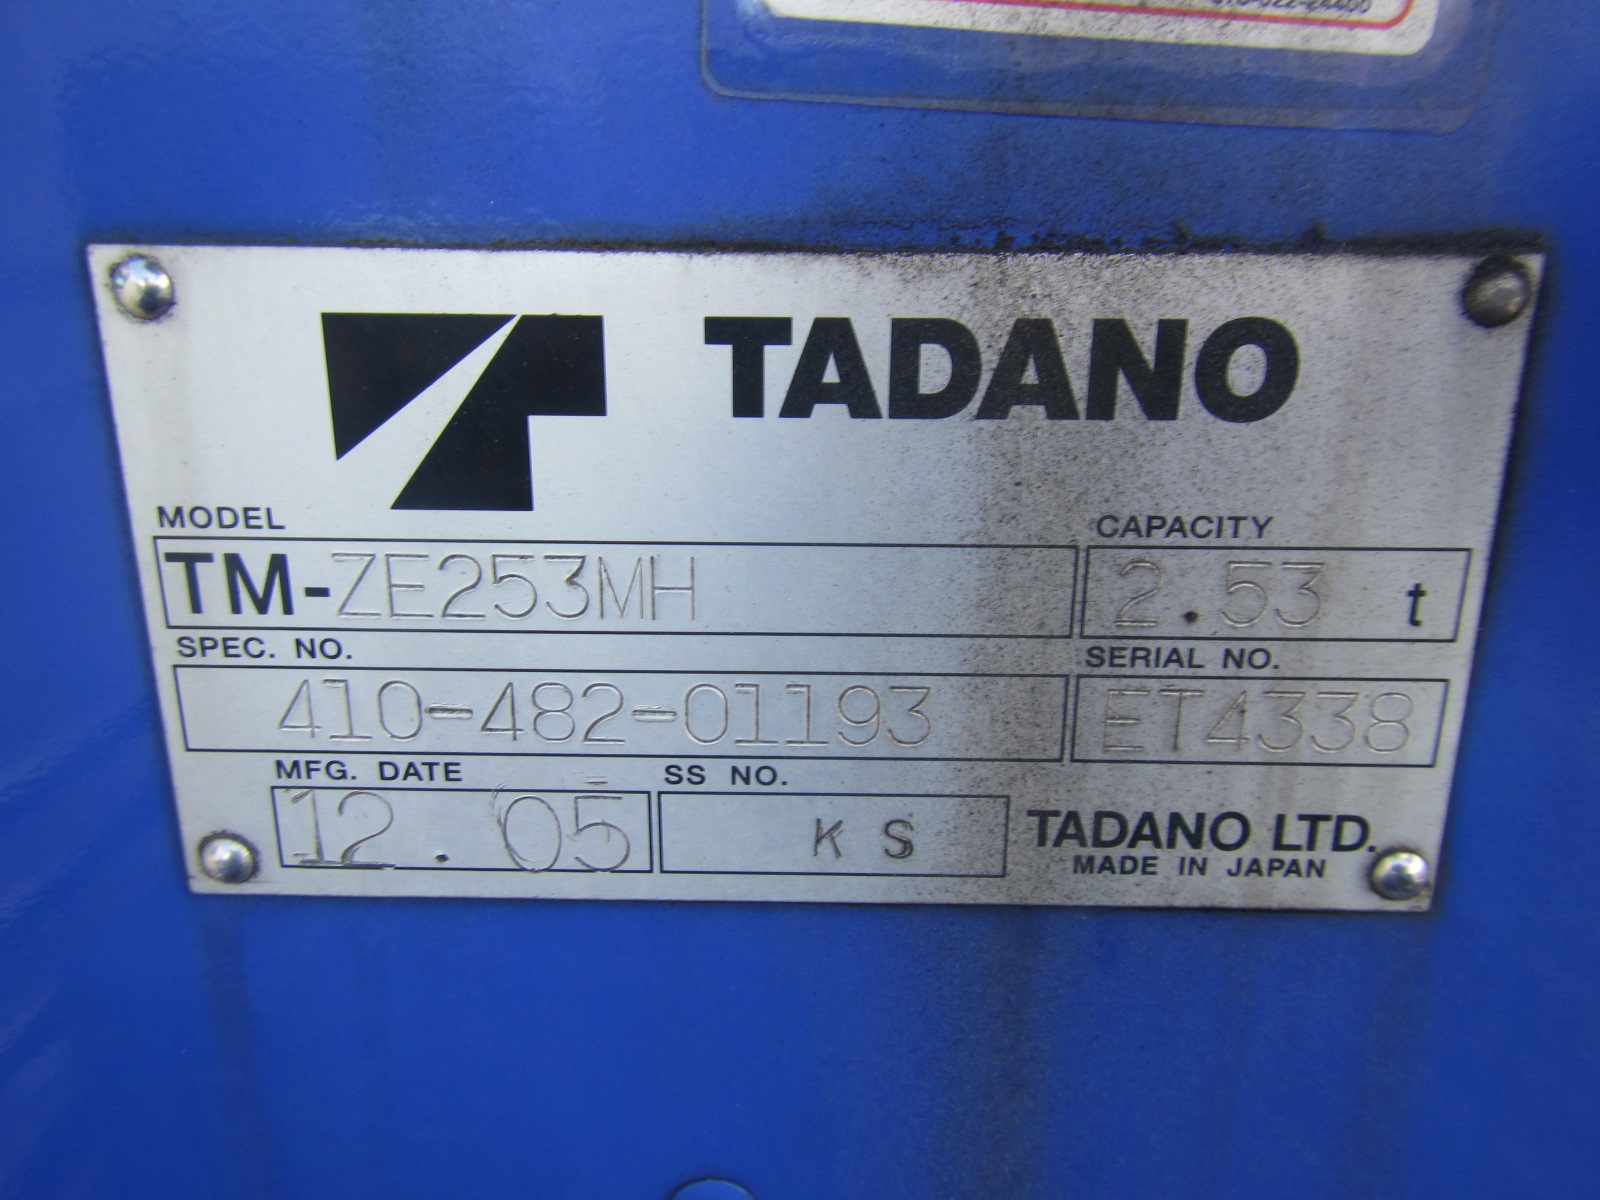 TADANO
MODEL CAPACITY
TM-ZE253MH 2.53 t
SPEC. NO. SERIAL NO.
410-482-01193 ET4338
MFG. DATE SS NO.
12.05 KS TADANO LTD.
MADE IN JAPAN